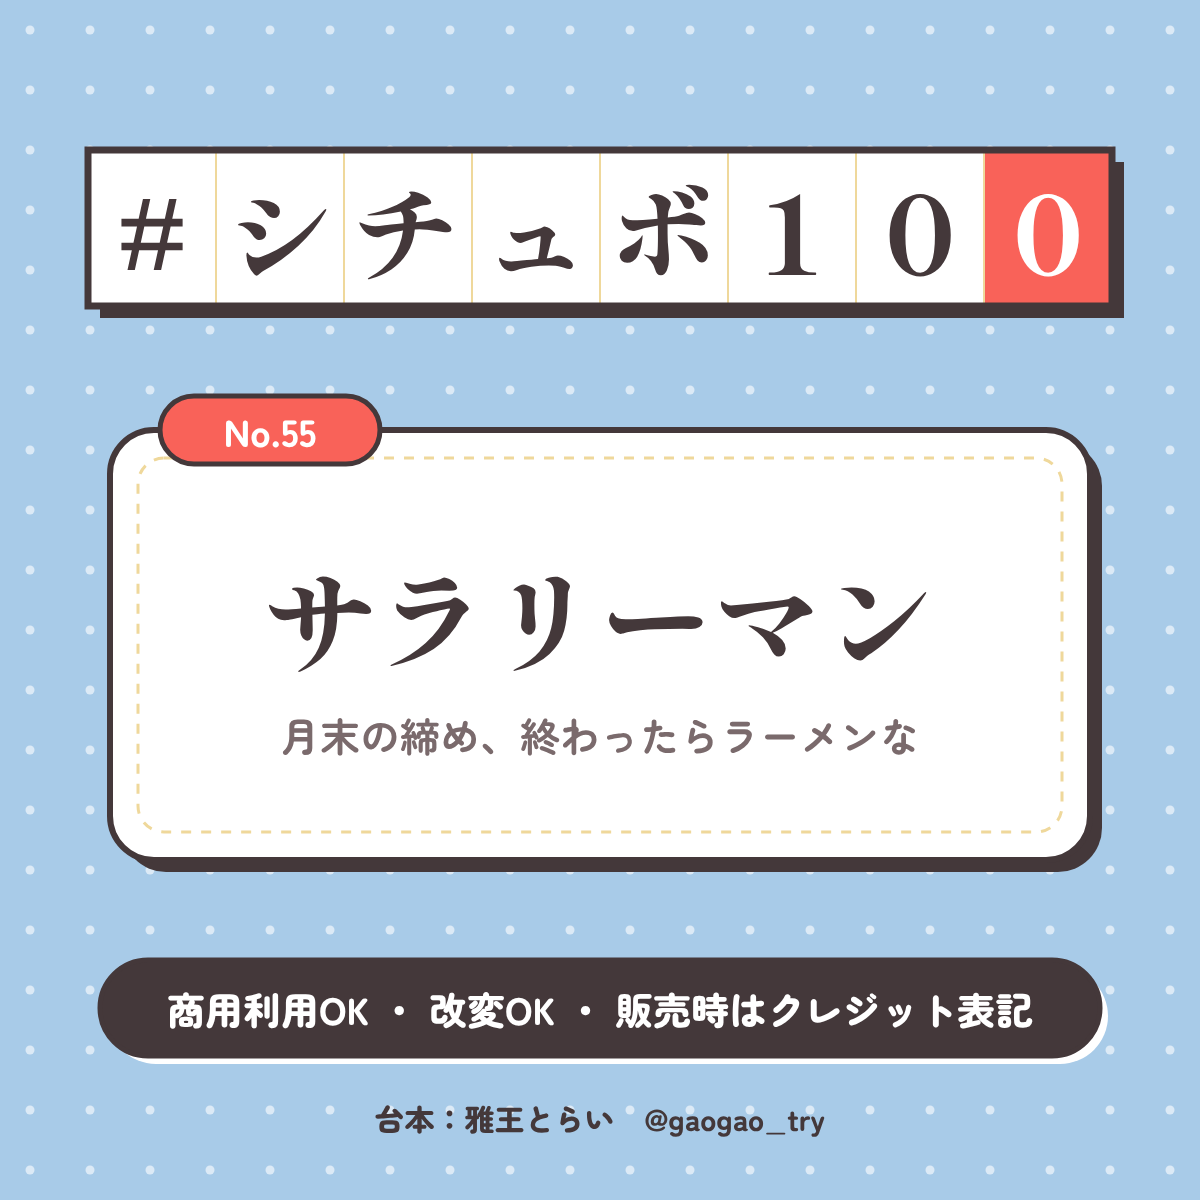 #シチュボ100
No.55
サラリーマン
月末の締め、終わったらラーメンな
商用利用OK ・ 改変OK ・ 販売時はクレジット表記
台本：雅王とらい　@gaogao_try